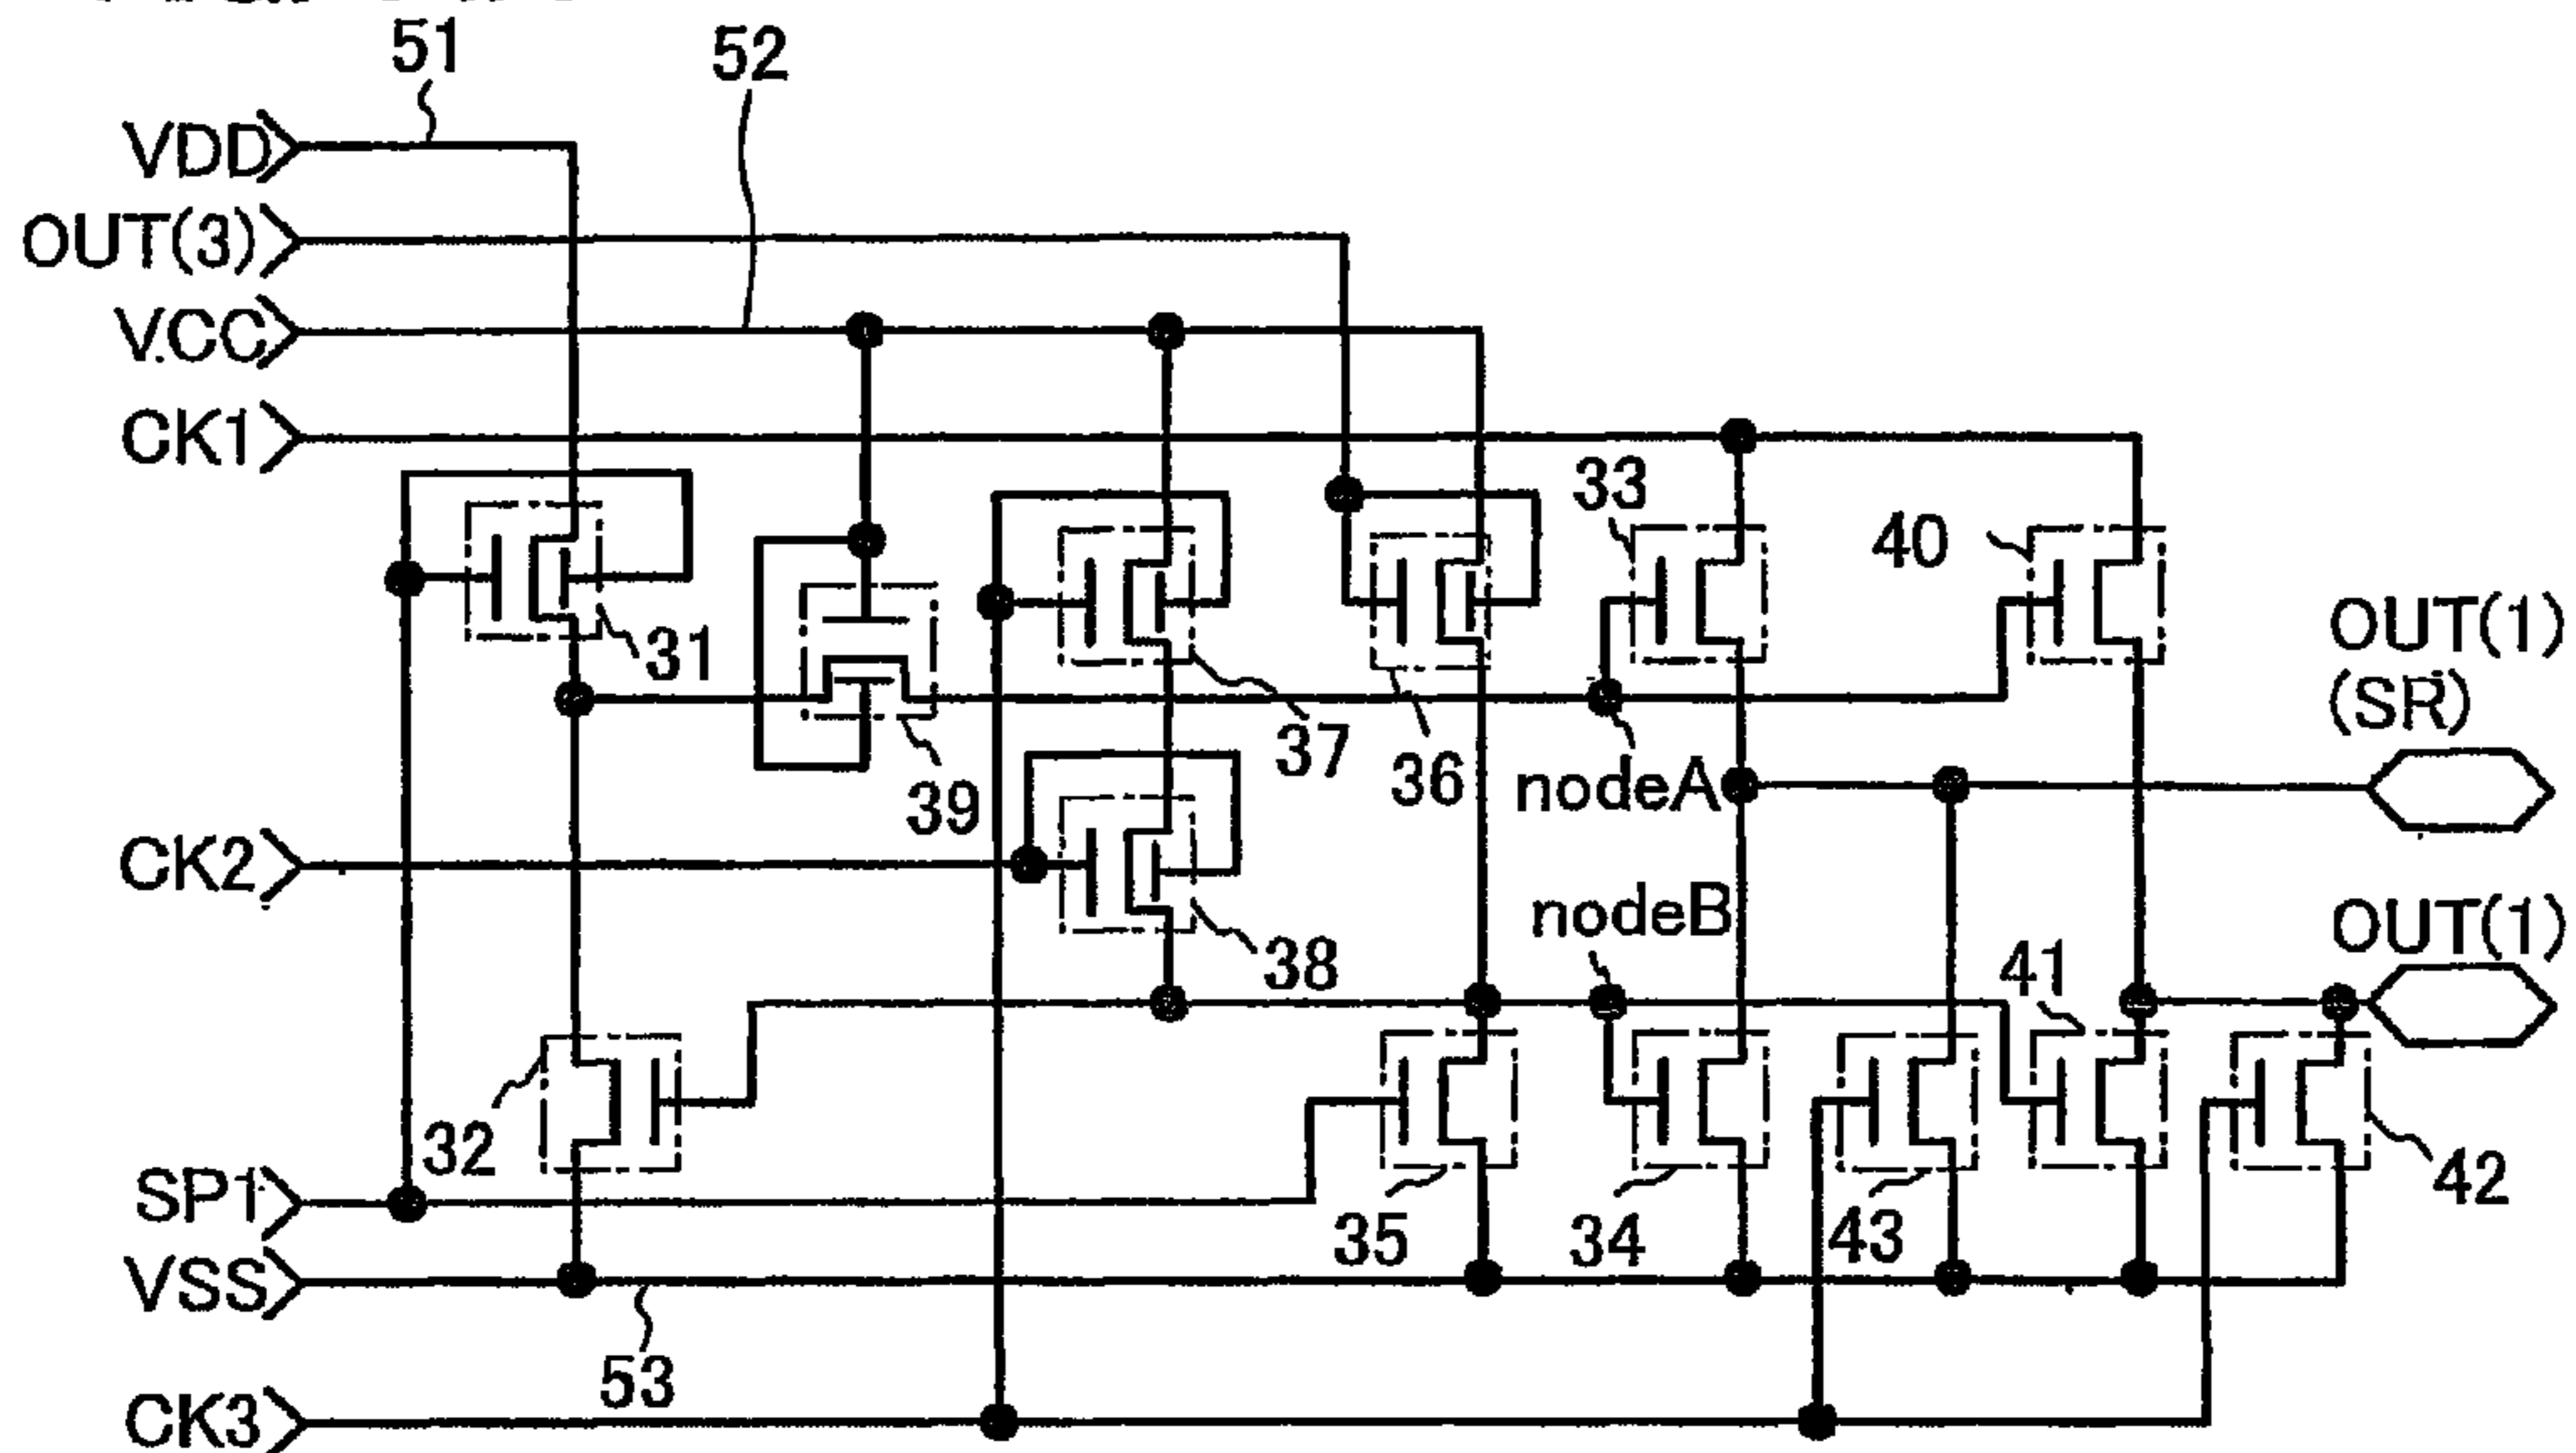 51
52
VDD
OUT(3)
VCC
CK1
33
40
OUT(1)
(SR)
31
37
36
39
nodeA
CK2
nodeB
38
41
OUT(1)
32
SP1
35
34
43
42
VSS
53
CK3